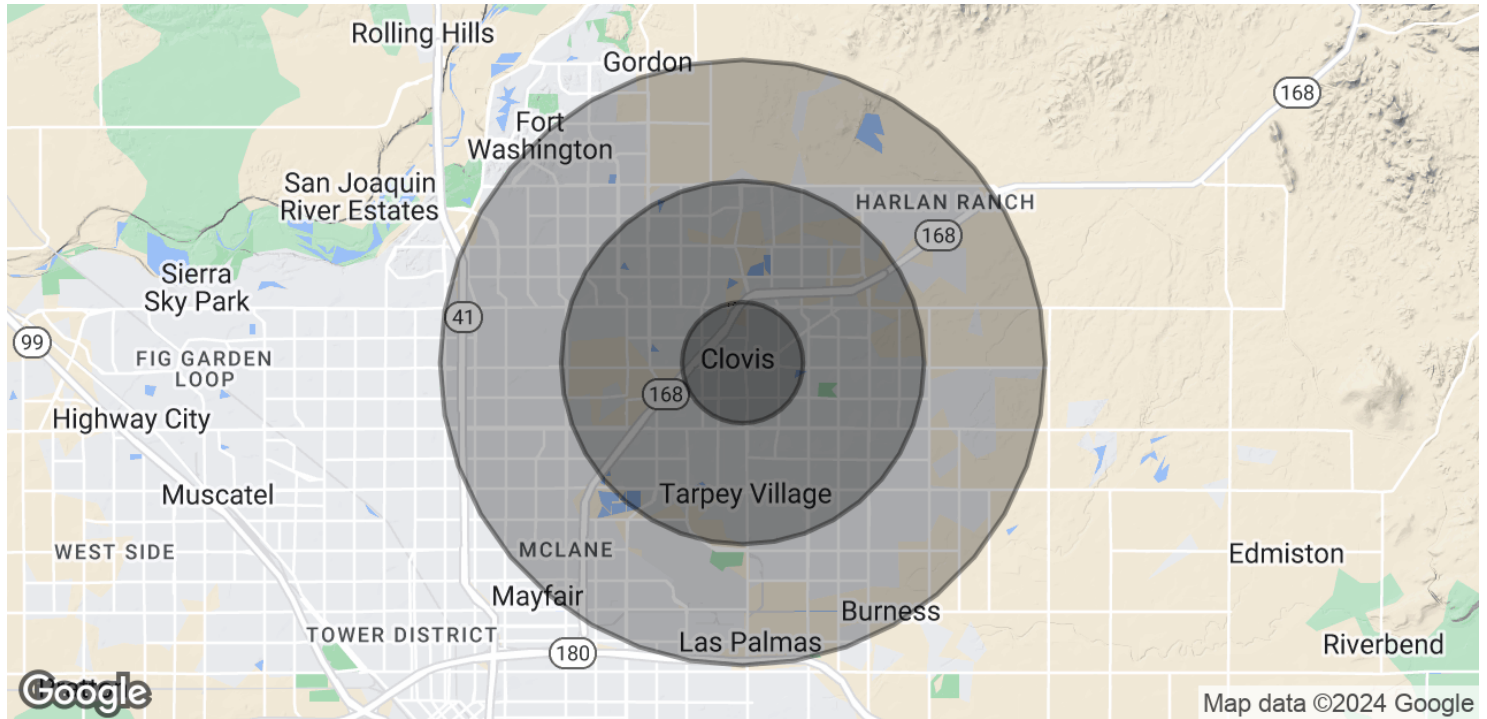 Rolling Hills
Gordon
168
Fort
Washington
San Joaquin
River Estates
HARLAN RANCH
168
Sierra
Sky Park
41
99
FIG GARDEN
LOOP
Clovis
168
Highway City
Muscatel
Tarpey Village
WEST SIDE
MCLANE
Edmiston
Mayfair
Burness
TOWER DISTRICT
Las Palmas
180
Riverbend
Google
Map data ©2024 Google